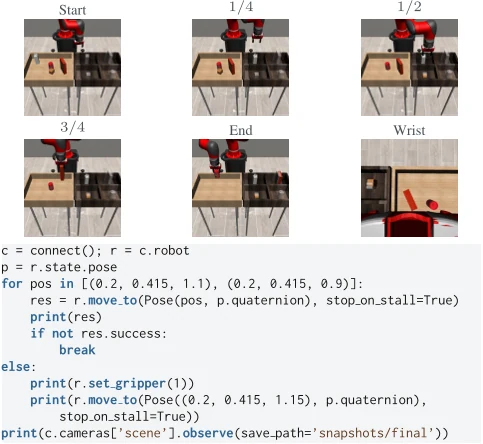 Start
1/4
1/2
3/4
End
Wrist
c = connect(); r = c.robot
p = r.state.pose
for pos in [(0.2, 0.415, 1.1), (0.2, 0.415, 0.9)]:
    res = r.move_to(Pose(pos, p.quaternion), stop_on_stall=True)
    print(res)
    if not res.success:
        break
else:
    print(r.set_gripper(1))
    print(r.move_to(Pose((0.2, 0.415, 1.15), p.quaternion),
        stop_on_stall=True))
print(c.cameras['scene'].observe(save_path='snapshots/final'))